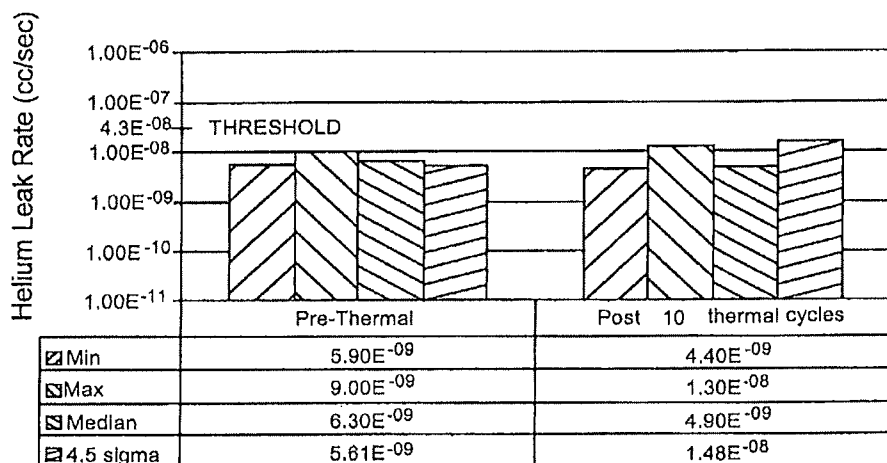 Helium Leak Rate (cc/sec)
1.00E-06
1.00E-07
4.3E-08 THRESHOLD
1.00E-08
1.00E-09
1.00E-10
1.00E-11
Pre-Thermal Post 10 thermal cycles
Min 5.90E-09 4.40E-09
Max 9.00E-09 1.30E-08
Median 6.30E-09 4.90E-09
4.5 sigma 5.61E-09 1.48E-08